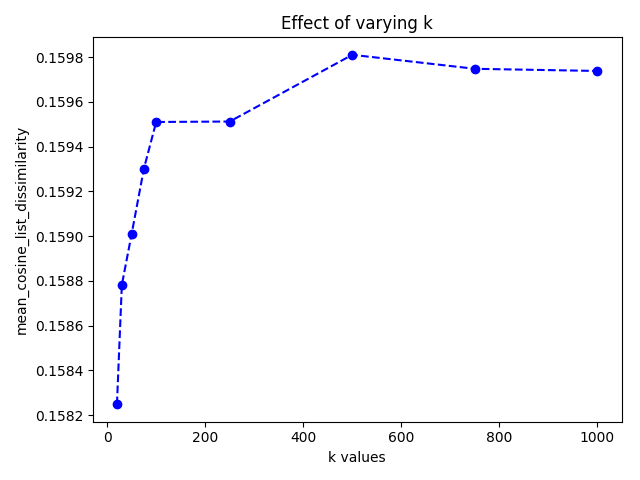 Effect of varying k
mean_cosine_list_dissimilarity
0.1598
0.1596
0.1594
0.1592
0.1590
0.1588
0.1586
0.1584
0.1582
0 200 400 600 800 1000
k values